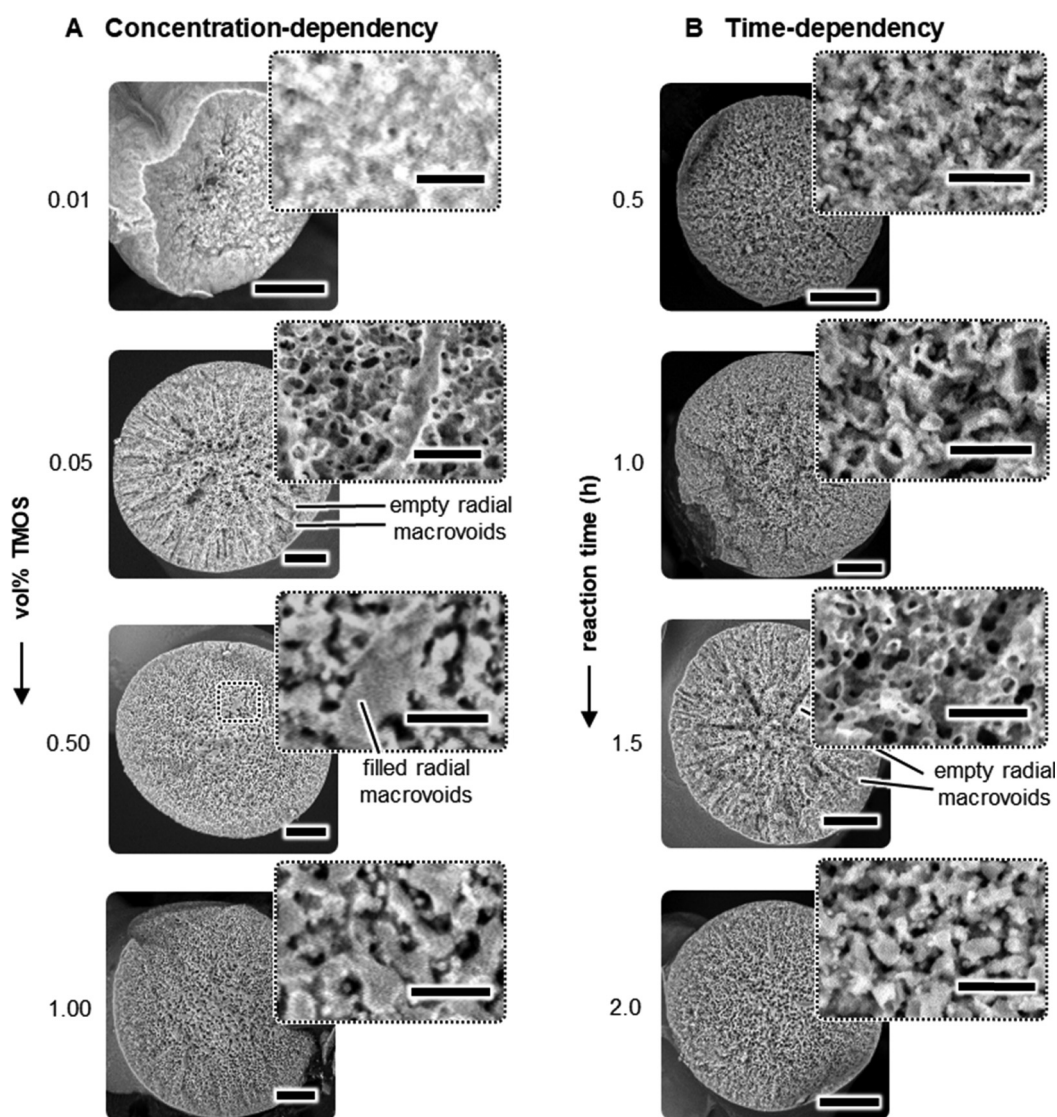 A Concentration-dependency
0.01
0.05
empty radial
macrovoids
vol% TMOS
0.50
filled radial
macrovoids
1.00
B Time-dependency
0.5
1.0
reaction time (h)
1.5
empty radial
macrovoids
2.0